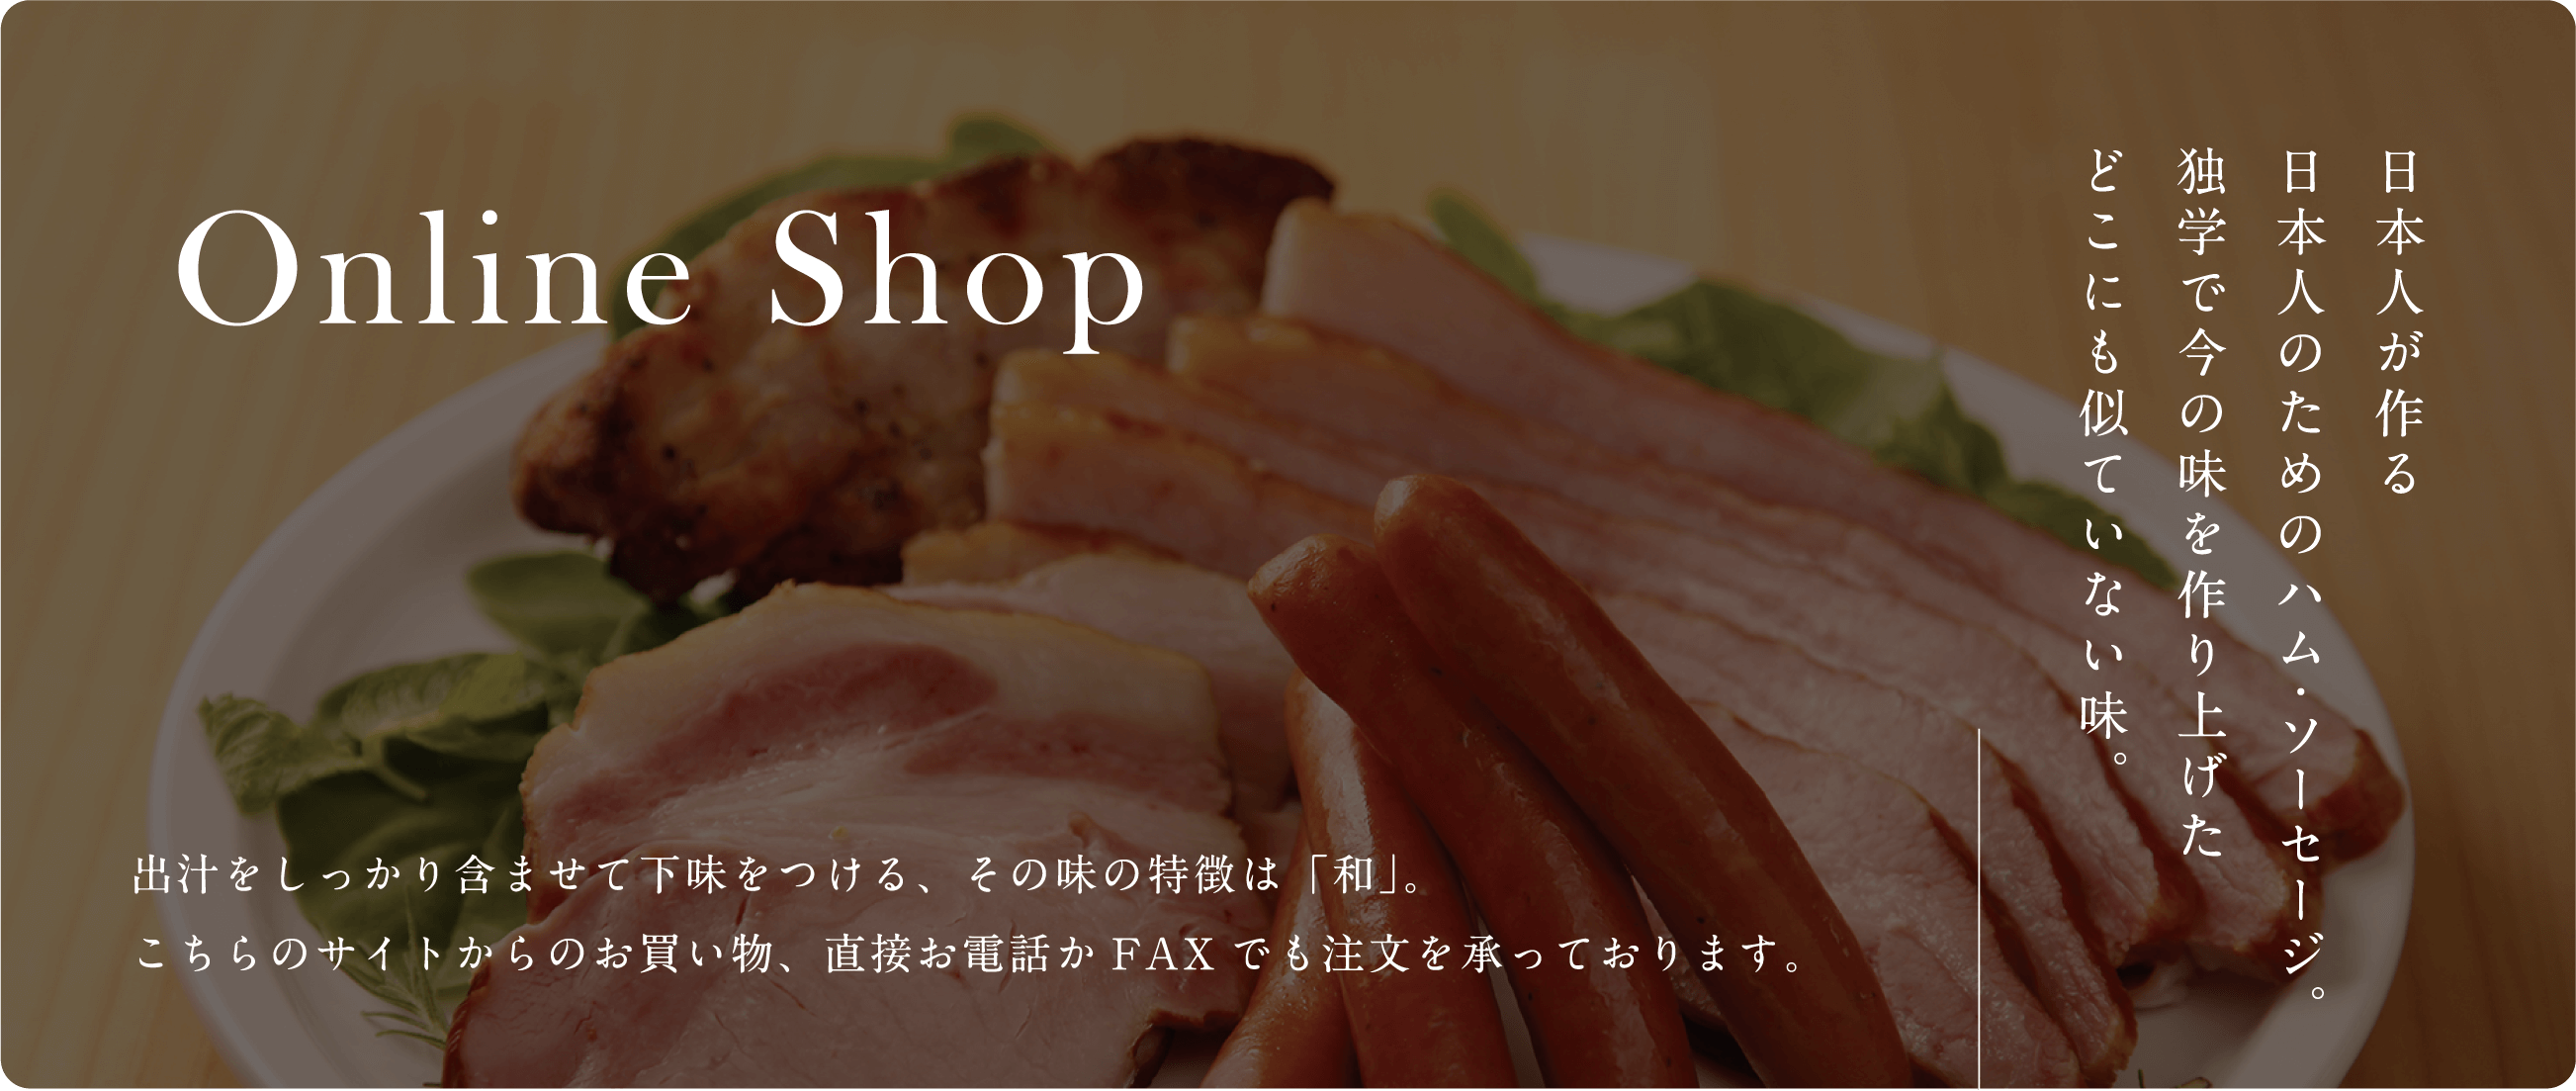 Online Shop
日本人が作る
日本人のためのハム・ソーセージ。
独学で今の味を作り上げた
どこにも似ていない味。
出汁をしっかり含ませて下味をつける、その味の特徴は「和」。
こちらのサイトからのお買い物、直接お電話かFAXでも注文を承っております。